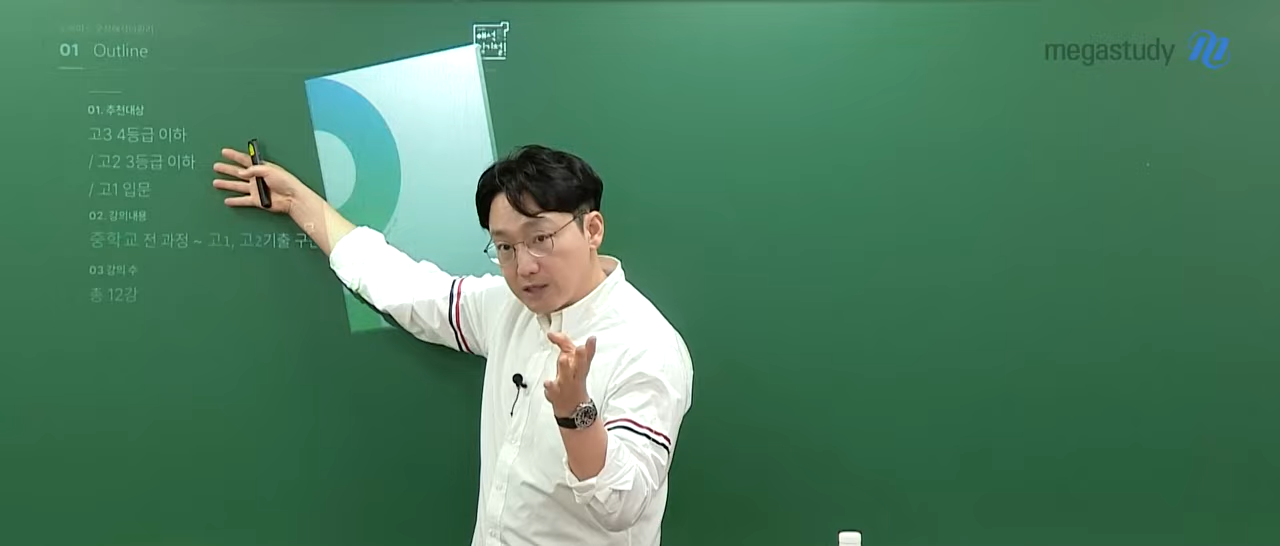 01 Outline
megastudy
01. 추천대상
고3 4등급 이하
/ 고2 3등급 이하
/ 고1 입문
02. 강의내용
중학교 전 과정 ~ 고1, 고2기출 구문
03 강의 수
총 12강